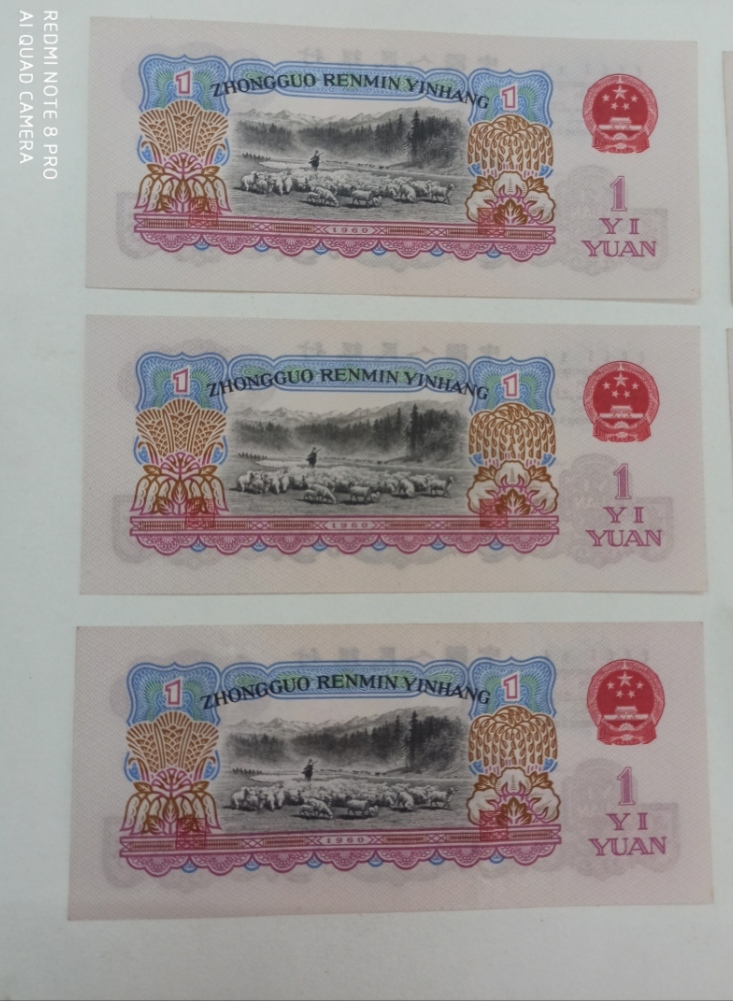 REDMI NOTE 8 PRO
AI QUAD CAMERA
1 ZHONGGUO RENMIN YINHANG 1
1960
1
YI
YUAN
1 ZHONGGUO RENMIN YINHANG 1
1960
1
YI
YUAN
1 ZHONGGUO RENMIN YINHANG 1
1960
1
YI
YUAN